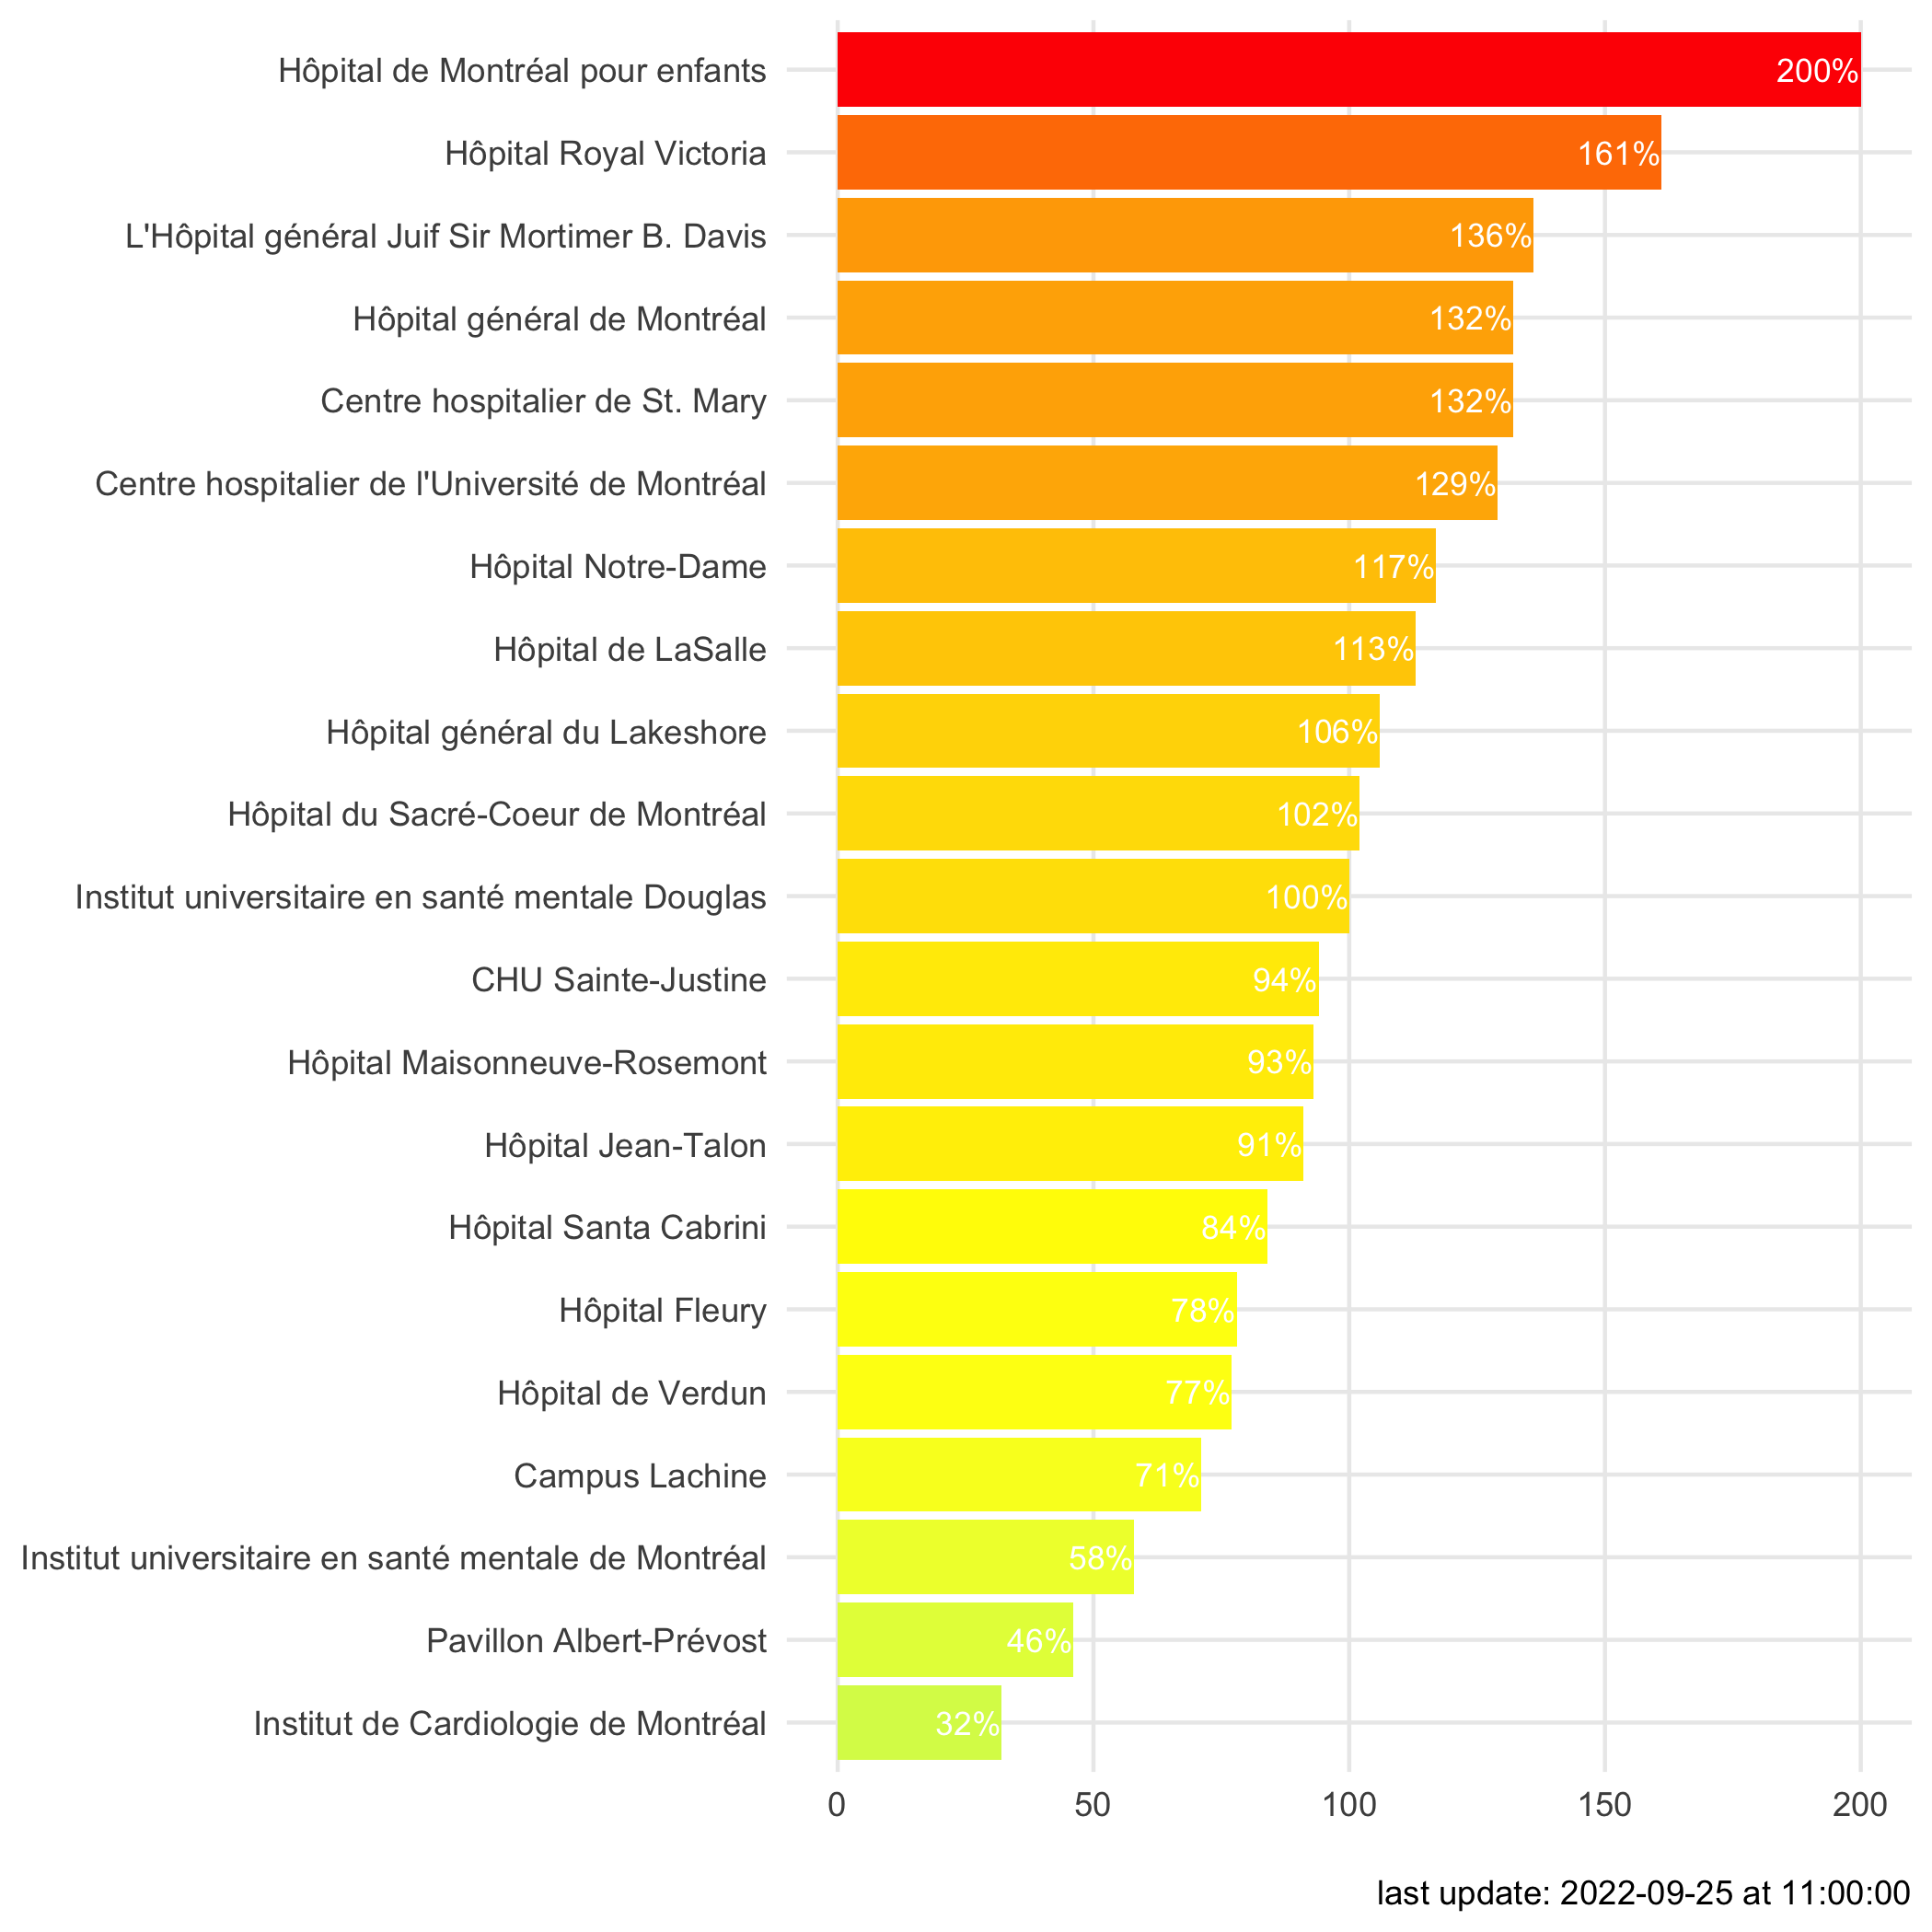 Hôpital de Montréal pour enfants 200%
Hôpital Royal Victoria 161%
L'Hôpital général Juif Sir Mortimer B. Davis 136%
Hôpital général de Montréal 132%
Centre hospitalier de St. Mary 132%
Centre hospitalier de l'Université de Montréal 129%
Hôpital Notre-Dame 117%
Hôpital de LaSalle 113%
Hôpital général du Lakeshore 106%
Hôpital du Sacré-Coeur de Montréal 102%
Institut universitaire en santé mentale Douglas 100%
CHU Sainte-Justine 94%
Hôpital Maisonneuve-Rosemont 93%
Hôpital Jean-Talon 91%
Hôpital Santa Cabrini 84%
Hôpital Fleury 78%
Hôpital de Verdun 77%
Campus Lachine 71%
Institut universitaire en santé mentale de Montréal 58%
Pavillon Albert-Prévost 46%
Institut de Cardiologie de Montréal 32%
0 50 100 150 200
last update: 2022-09-25 at 11:00:00